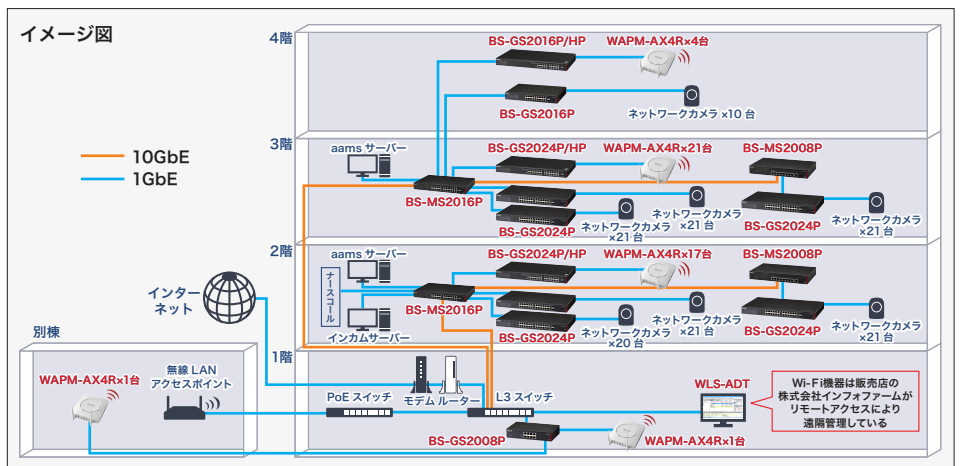 イメージ図
10GbE
1GbE
4階
BS-GS2016P/HP
WAPM-AX4R×4台
BS-GS2016P
ネットワークカメラ ×10 台
3階
aams サーバー
BS-MS2016P
BS-GS2024P/HP
WAPM-AX4R×21台
BS-MS2008P
BS-GS2024P
ネットワークカメラ
×21 台
ネットワークカメラ
×21 台
BS-GS2024P
ネットワークカメラ
×21 台
2階
aams サーバー
ナースコール
インカムサーバー
BS-MS2016P
BS-GS2024P/HP
WAPM-AX4R×17台
BS-MS2008P
BS-GS2024P
ネットワークカメラ
×20 台
ネットワークカメラ
×21 台
BS-GS2024P
ネットワークカメラ
×21 台
インター
ネット
別棟
WAPM-AX4R×1台
無線 LAN
アクセスポイント
1階
PoE スイッチ
モデム ルーター
L3 スイッチ
BS-GS2008P
WAPM-AX4R×1台
WLS-ADT
Wi-Fi機器は販売店の
株式会社インフォファームが
リモートアクセスにより
遠隔管理している